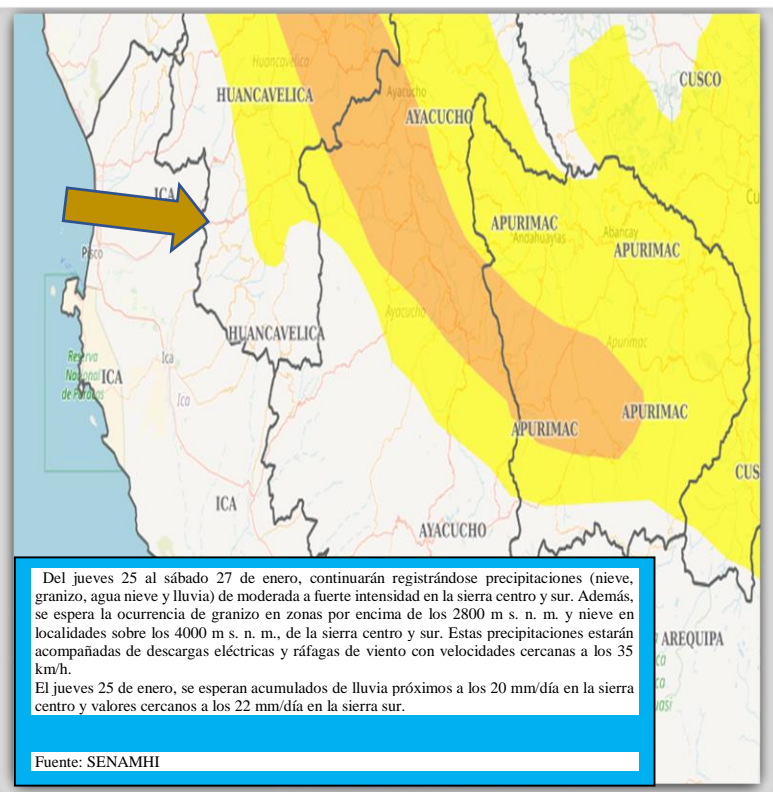 Huancavelica
CUSCO
HUANCAVELICA
Ayacucho
AYACUCHO
ICA
APURIMAC
Andahuaylas
Abancay
APURIMAC
Pisco
Ayacucho
HUANCAVELICA
Apurimac
Reserva
Nacional
de Paracas
ICA
Ica
Ica
APURIMAC
APURIMAC
CUS
ICA
AYACUCHO
Del jueves 25 al sábado 27 de enero, continuarán registrándose precipitaciones (nieve,
granizo, agua nieve y lluvia) de moderada a fuerte intensidad en la sierra centro y sur. Además,
se espera la ocurrencia de granizo en zonas por encima de los 2800 m s. n. m. y nieve en
localidades sobre los 4000 m s. n. m., de la sierra centro y sur. Estas precipitaciones estarán
acompañadas de descargas eléctricas y ráfagas de viento con velocidades cercanas a los 35
km/h.
El jueves 25 de enero, se esperan acumulados de lluvia próximos a los 20 mm/día en la sierra
centro y valores cercanos a los 22 mm/día en la sierra sur.
Fuente: SENAMHI
AREQUIPA